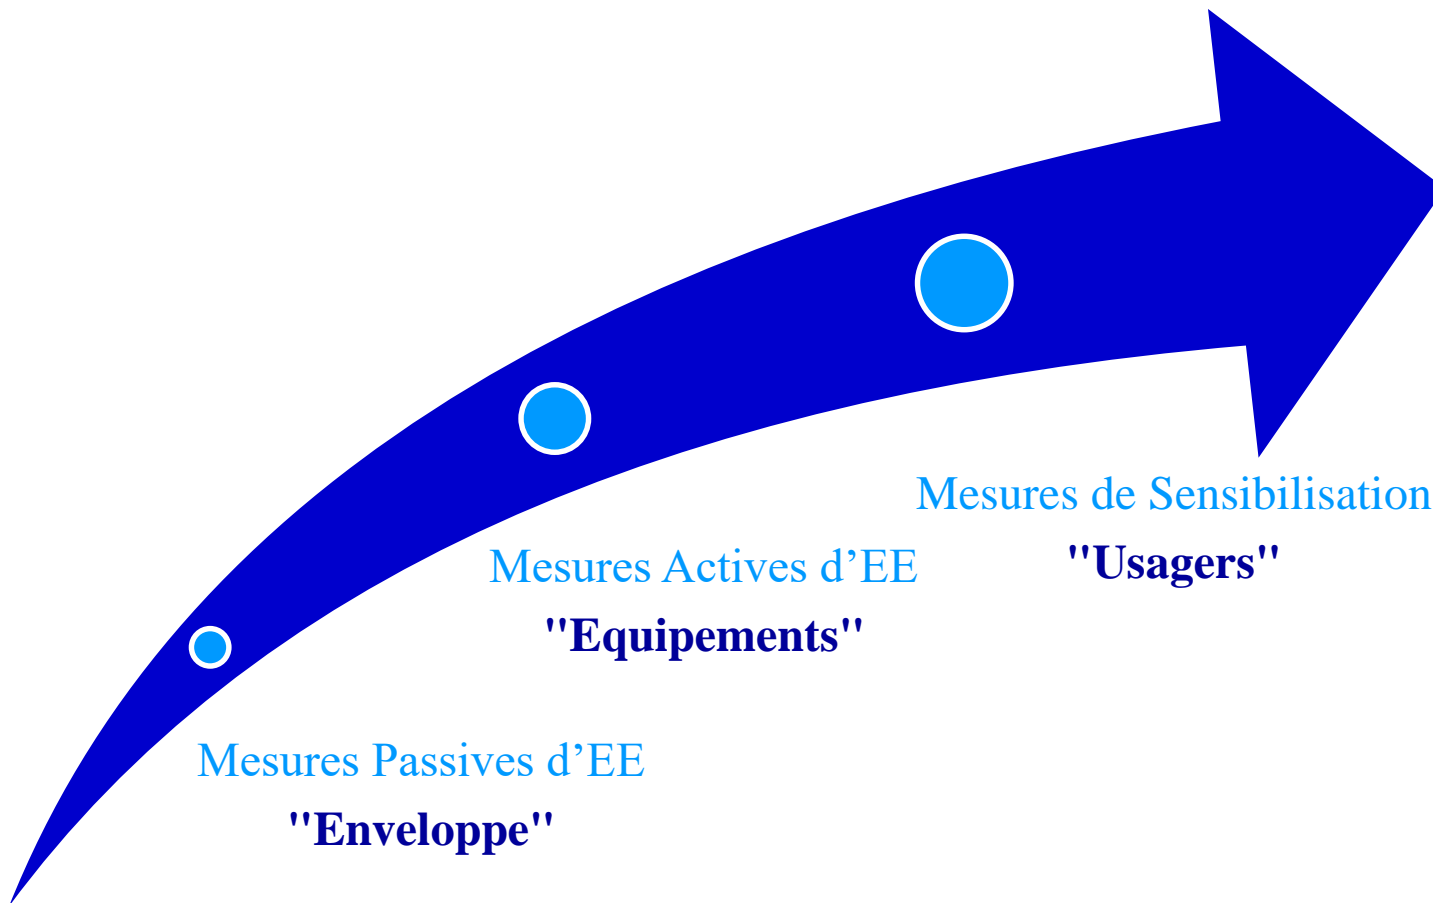 Mesures de Sensibilisation
"Usagers"
Mesures Actives d’EE
"Equipements"
Mesures Passives d’EE
"Enveloppe"